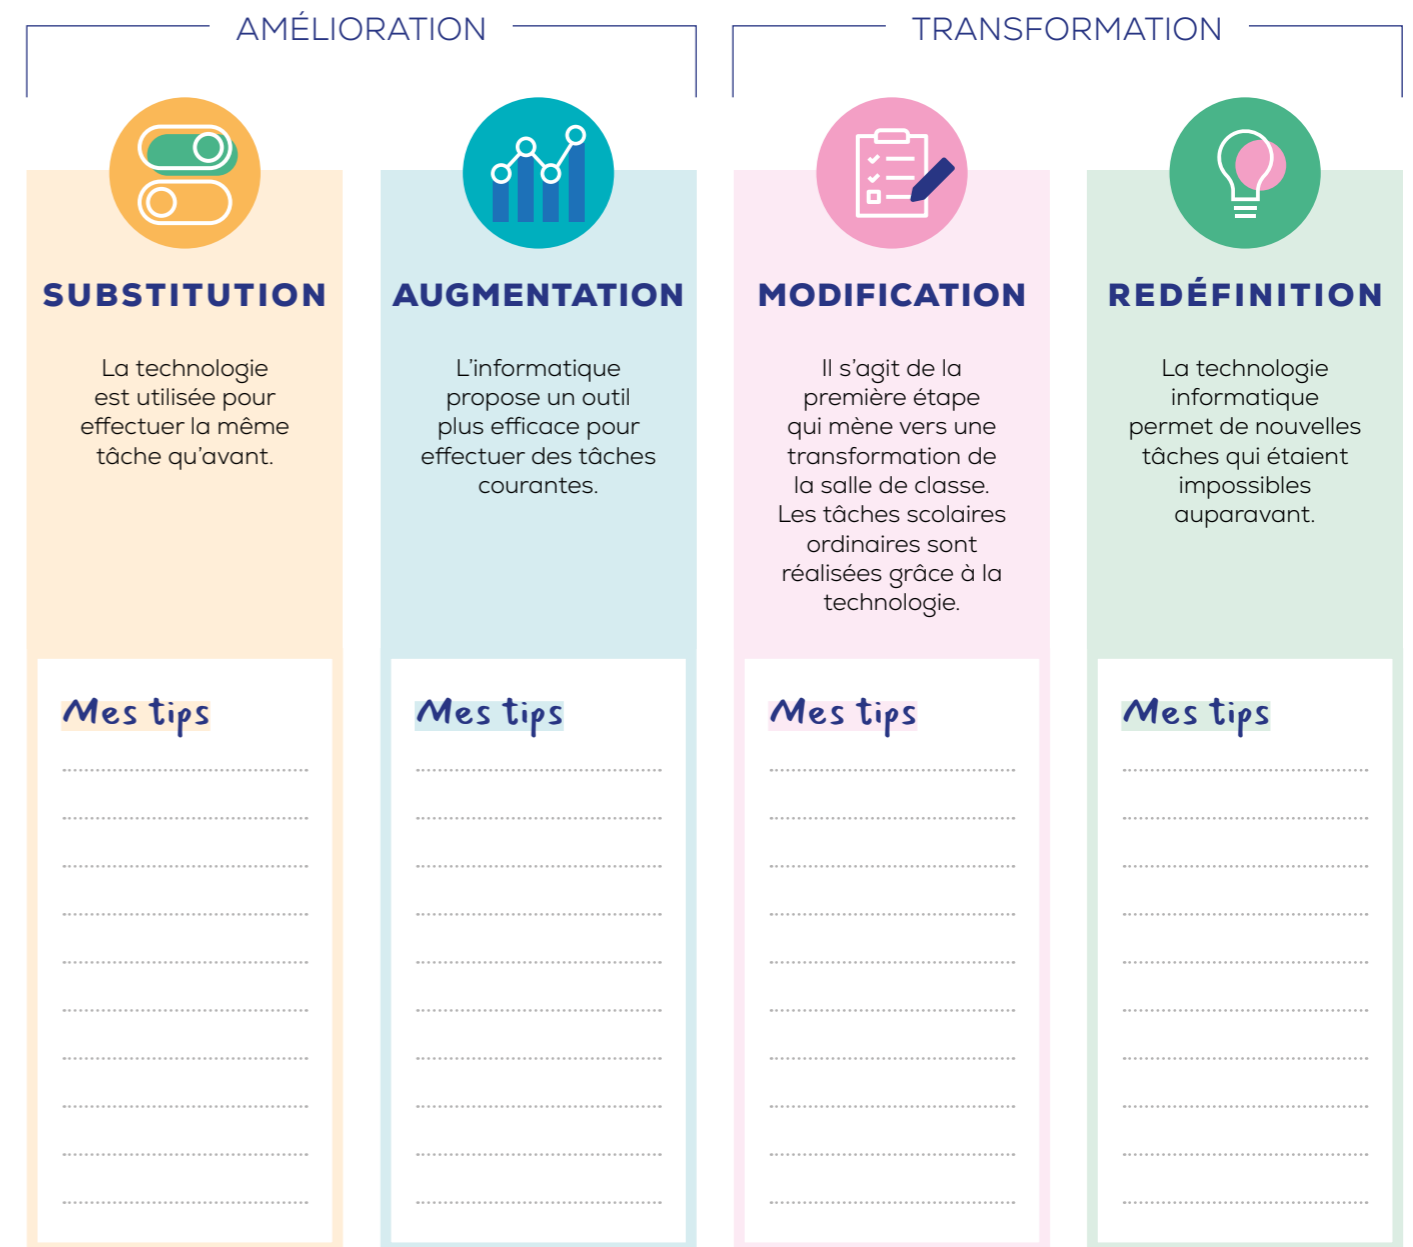 AMÉLIORATION
TRANSFORMATION
SUBSTITUTION
La technologie
est utilisée pour
effectuer la même
tâche qu’avant.
Mes tips
AUGMENTATION
L’informatique
propose un outil
plus efficace pour
effectuer des tâches
courantes.
Mes tips
MODIFICATION
Il s’agit de la
première étape
qui mène vers une
transformation de
la salle de classe.
Les tâches scolaires
ordinaires sont
réalisées grâce à la
technologie.
Mes tips
REDÉFINITION
La technologie
informatique
permet de nouvelles
tâches qui étaient
impossibles
auparavant.
Mes tips